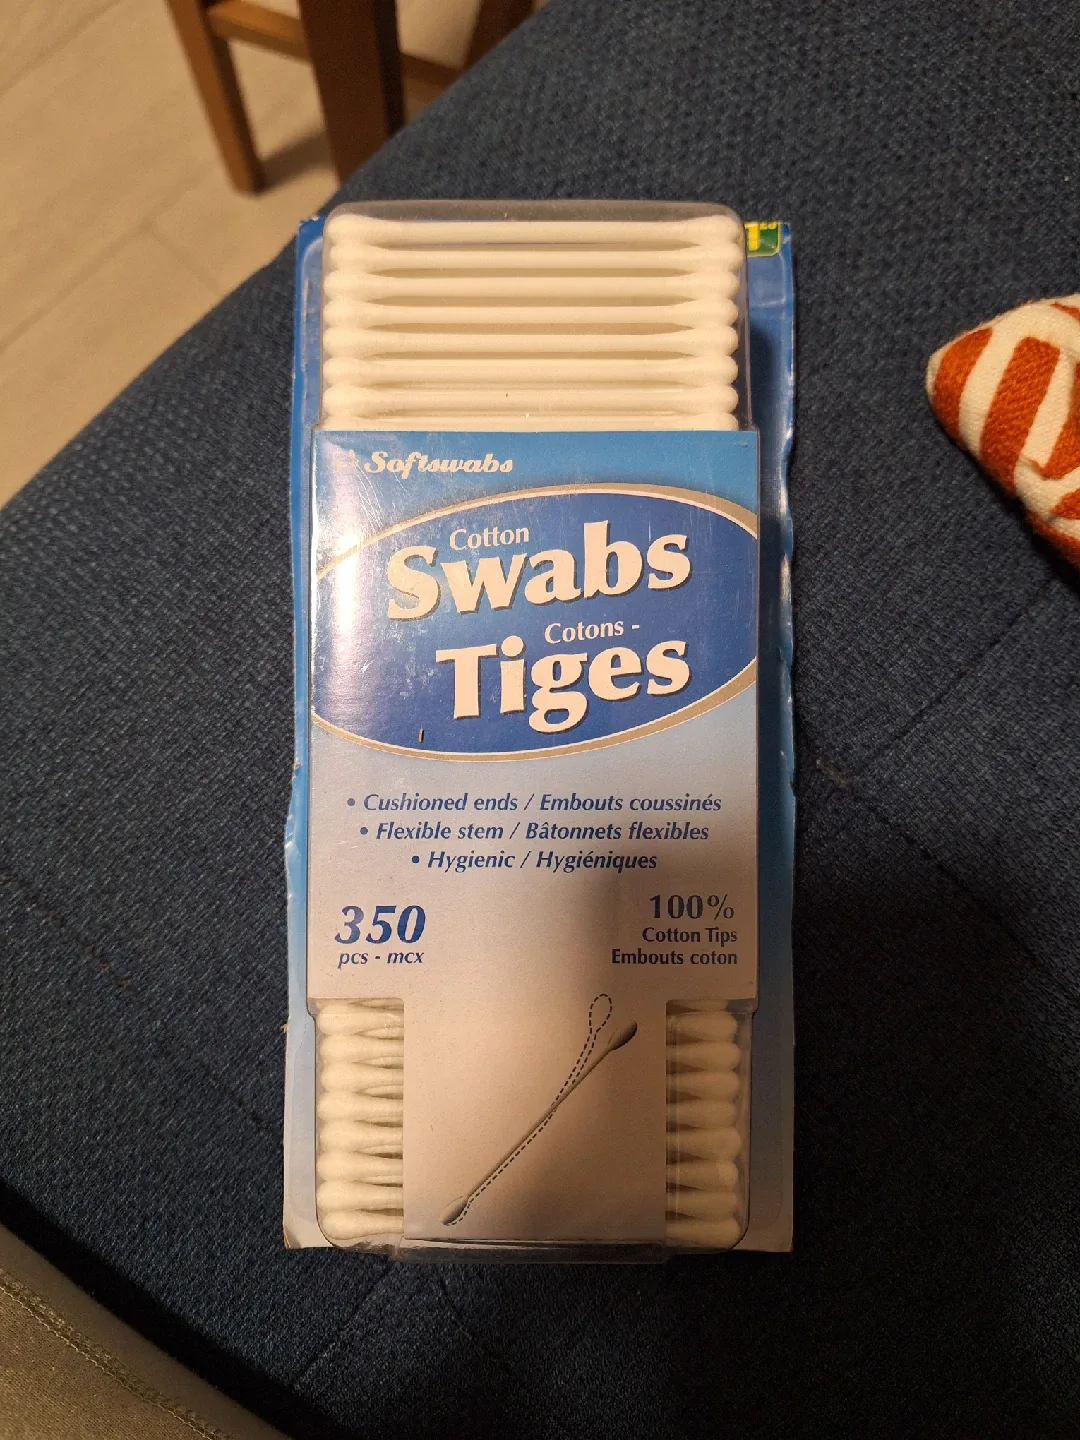 Softswabs
Cotton
Swabs
Cotons -
Tiges
• Cushioned ends / Embouts coussinés
• Flexible stem / Bâtonnets flexibles
• Hygienic / Hygiéniques
350
pcs - mcx
100%
Cotton Tips
Embouts coton